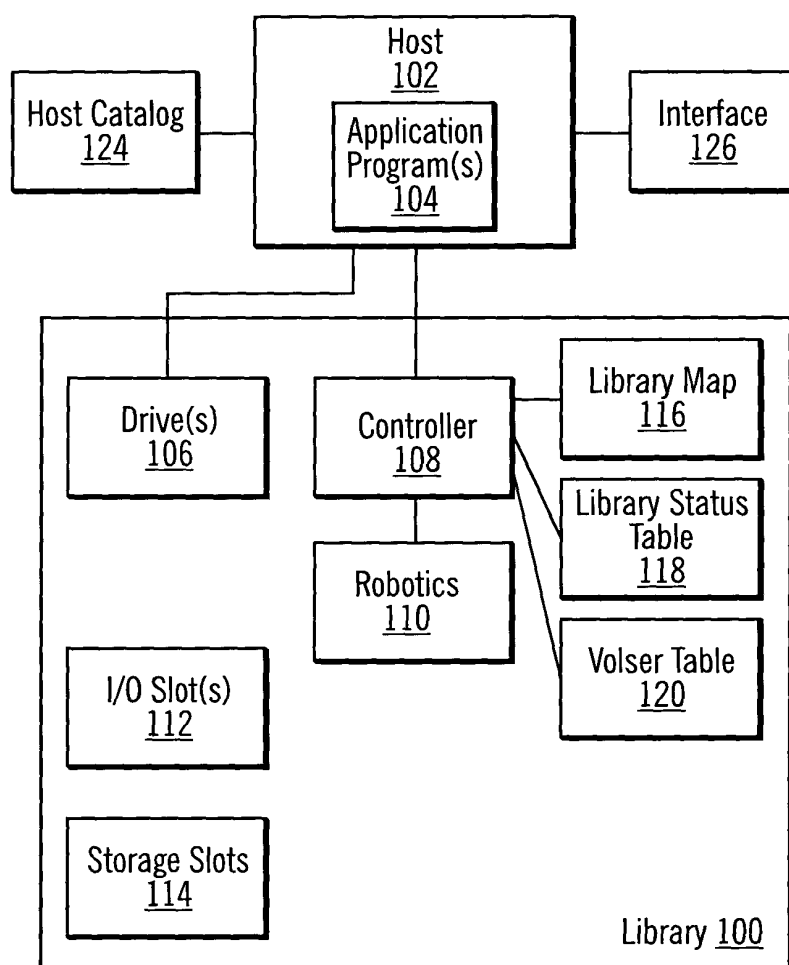 Host
102
Host Catalog
124
Application
Program(s)
104
Interface
126
Drive(s)
106
Controller
108
Library Map
116
Library Status
Table
118
Robotics
110
Volser Table
120
I/O Slot(s)
112
Storage Slots
114
Library 100